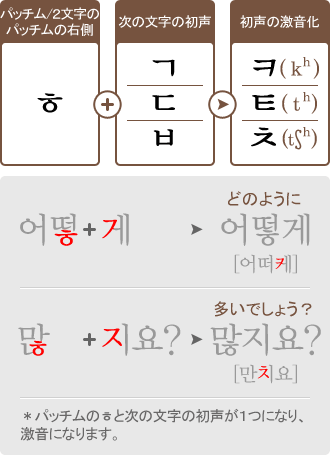 パッチム/2文字の
パッチムの右側
次の文字の初声
初声の激音化
ㅎ
+
ㄱ
ㄷ
ㅂ
ㅋ(kʰ)
ㅌ(tʰ)
ㅊ(tʃʰ)
どのように
어떻+게
어떻게
[어떠케]
多いでしょう？
많+지요?
많지요?
[만치요]
＊パッチムのㅎと次の文字の初声が1つになり、
激音になります。